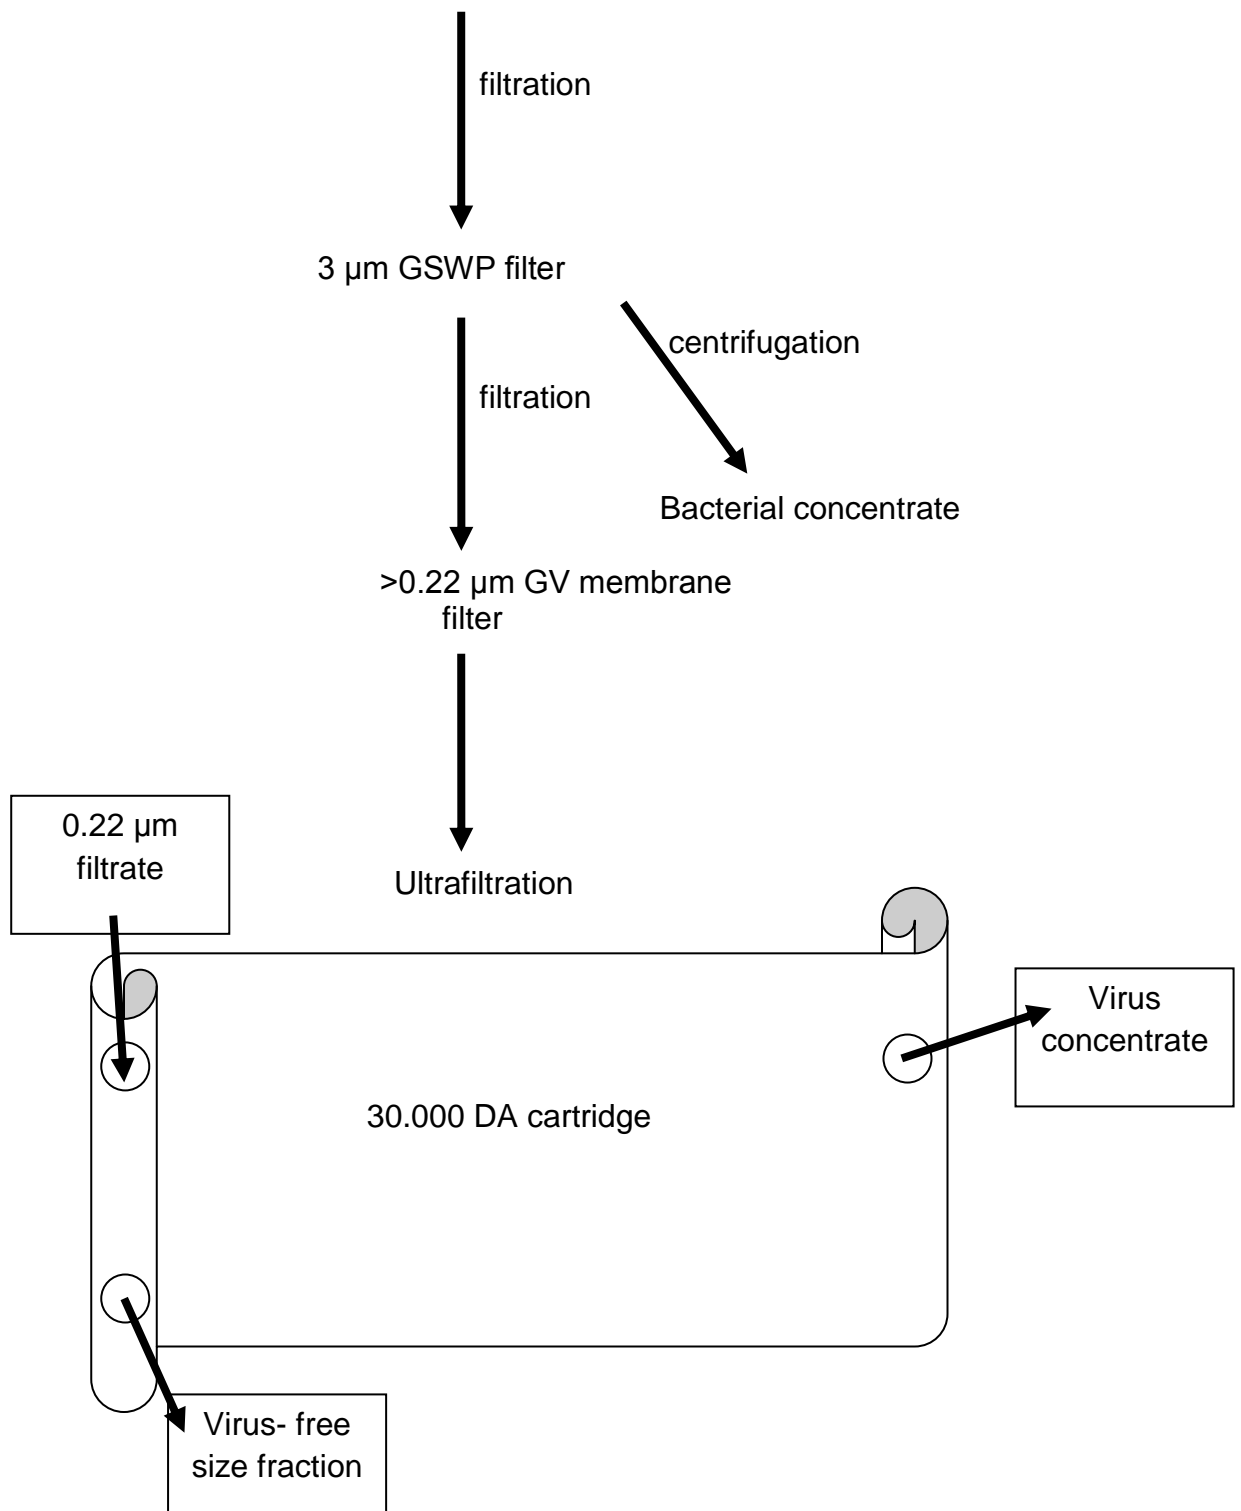 filtration
3 µm GSWP filter
centrifugation
filtration
Bacterial concentrate
>0.22 µm GV membrane
filter
0.22 µm
filtrate
Ultrafiltration
Virus
concentrate
30.000 DA cartridge
Virus- free
size fraction